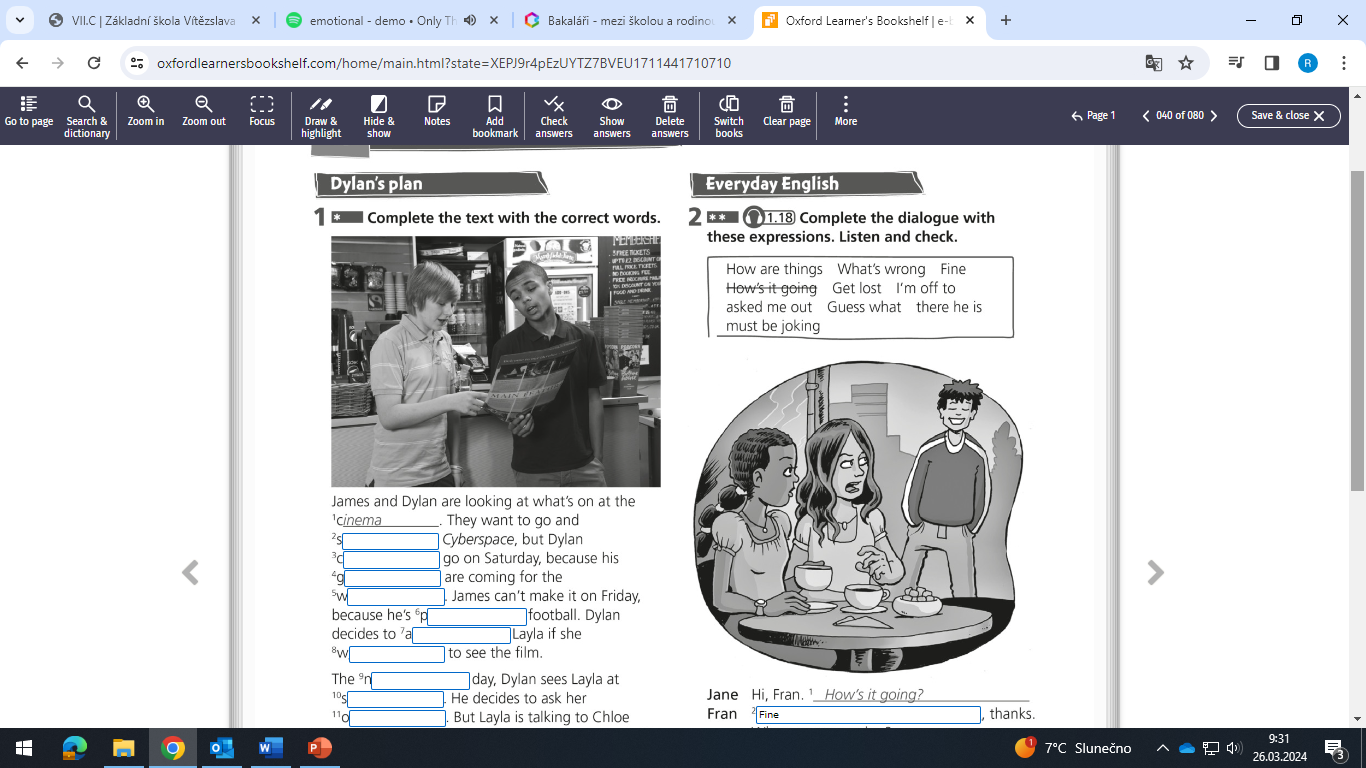 VII.C | Základní škola Vítězslava
emotional - demo • Only Th
Bakaláři - mezi školou a rodinou
Oxford Learner's Bookshelf | e-b
oxfordlearnersbookshelf.com/home/main.html?state=XEPJ9r4pEzUYTZ7BVEU1711441710710
R
Go to page
Search & dictionary
Zoom in
Zoom out
Focus
Draw & highlight
Hide & show
Notes
Add bookmark
Check answers
Show answers
Delete answers
Switch books
Clear page
More
Page 1
040 of 080
Save & close
Dylan's plan
1 * Complete the text with the correct words.
MEMBERSHIP
MAIN
James and Dylan are looking at what's on at the
1cinema. They want to go and
2s Cyberspace, but Dylan
3c go on Saturday, because his
4g are coming for the
5w. James can't make it on Friday,
because he's 6p football. Dylan
decides to 7a Layla if she
8w to see the film.
The 9n day, Dylan sees Layla at
10s. He decides to ask her
11o. But Layla is talking to Chloe
Everyday English
2 ** 1.18 Complete the dialogue with
these expressions. Listen and check.
How are things What's wrong Fine
How's it going Get lost I'm off to
asked me out Guess what there he is
must be joking
Jane Hi, Fran. 1 How's it going?
Fran 2 Fine, thanks.
1
7°C Slunečno
9:31
26.03.2024
3